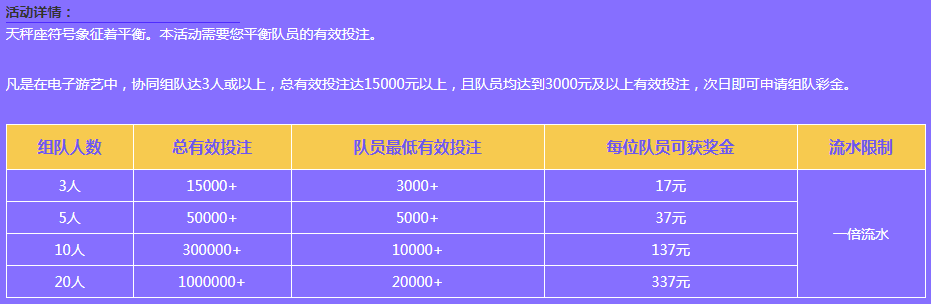 活动详情：
天秤座符号象征着平衡。本活动需要您平衡队员的有效投注。
凡是在电子游艺中，协同组队达3人或以上，总有效投注达15000元以上，且队员均达到3000元及以上有效投注，次日即可申请组队彩金。
组队人数 总有效投注 队员最低有效投注 每位队员可获奖金 流水限制
3人 15000+ 3000+ 17元
5人 50000+ 5000+ 37元
一倍流水
10人 300000+ 10000+ 137元
20人 1000000+ 20000+ 337元